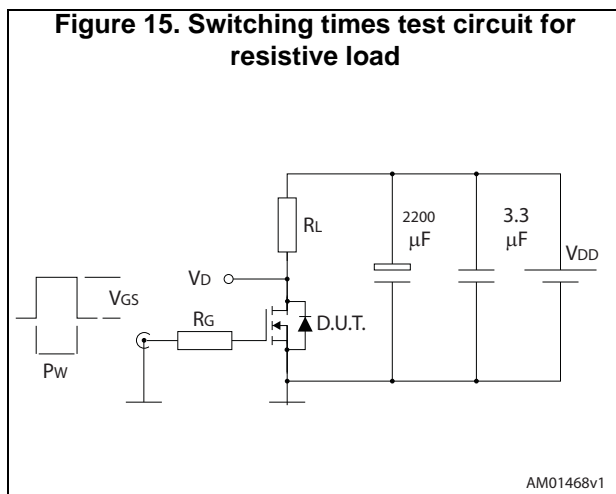 Figure 15. Switching times test circuit for
resistive load
RL
2200
μF
3.3
μF
VDD
VD
VGS
RG
D.U.T.
PW
AM01468v1